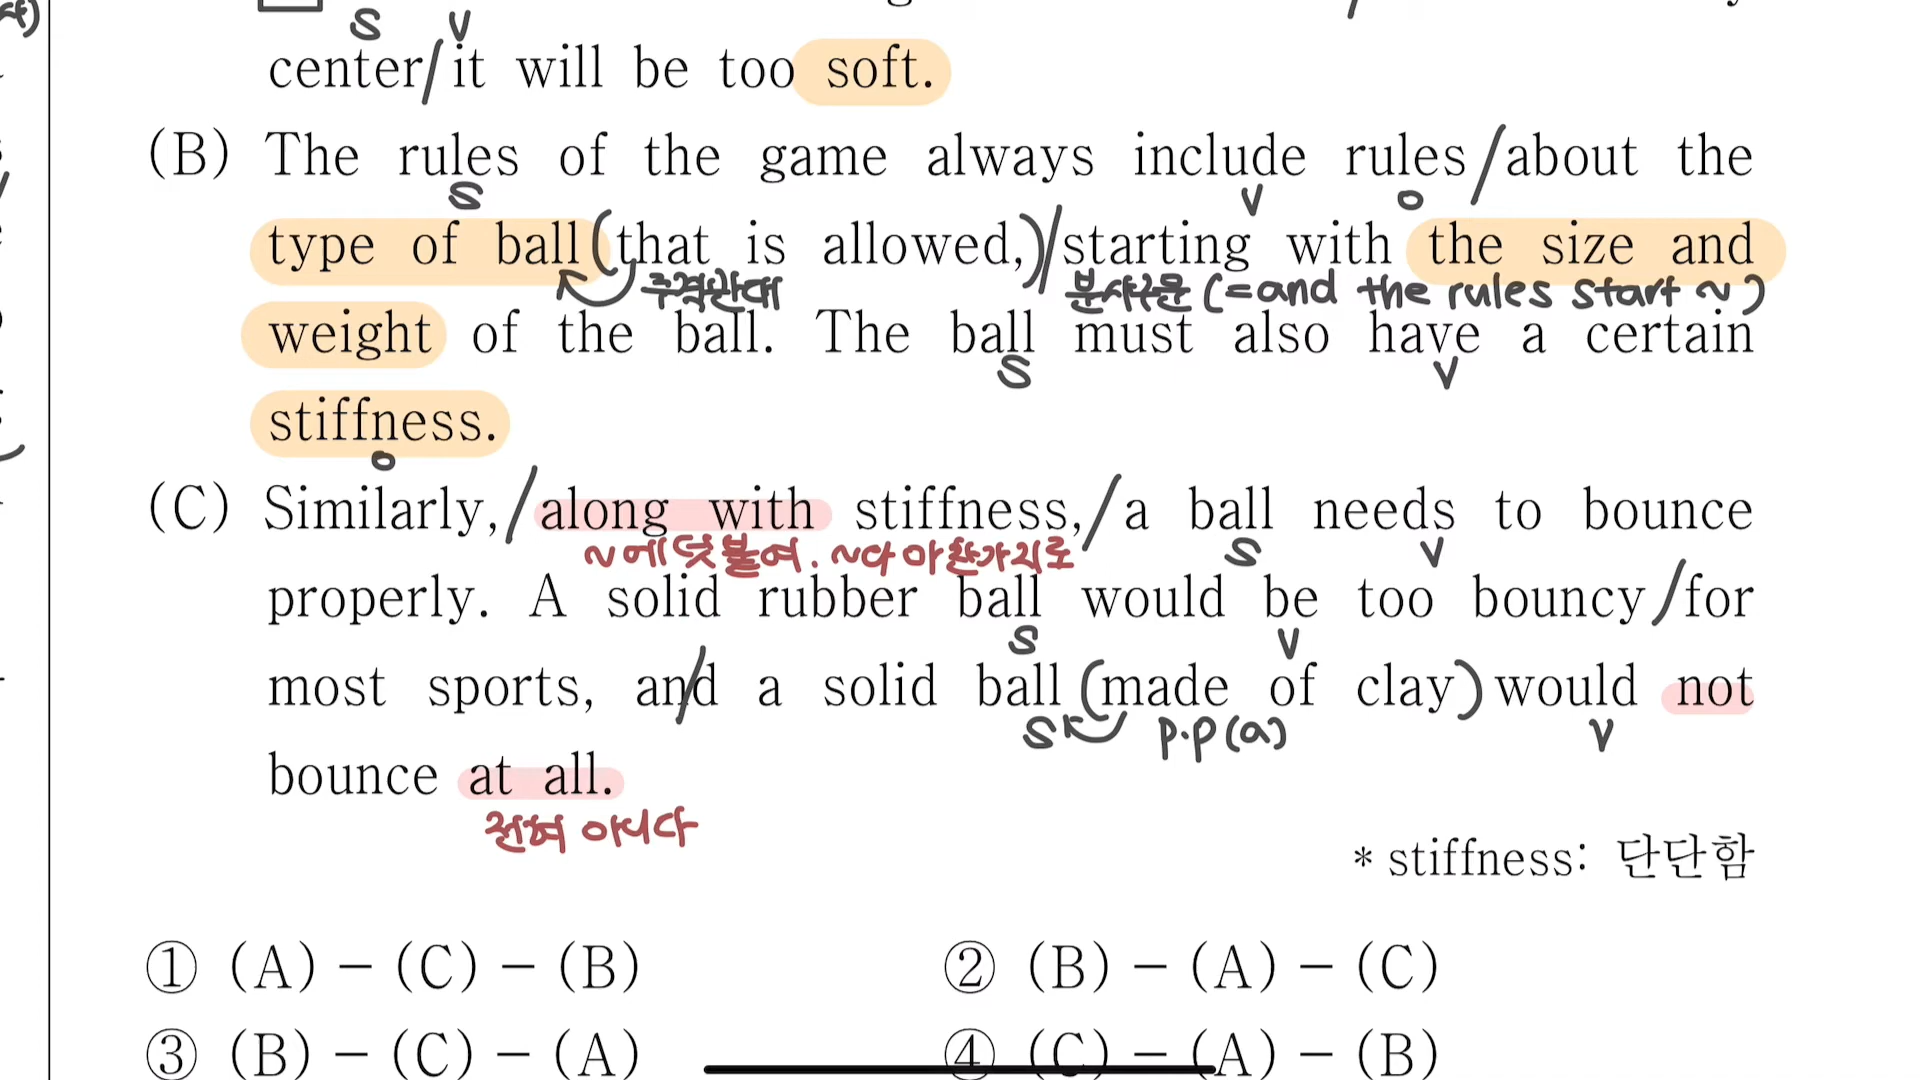 S V
center/it will be too soft.
(B) The rules of the game always include rules/about the
S V o
type of ball(that is allowed,)/starting with the size and
주격관대 분사구문 (=and the rules start ~)
weight of the ball. The ball must also have a certain
S V
stiffness.
o
(C) Similarly,/along with stiffness,/a ball needs to bounce
~에 덧붙여. ~와 마찬가지로 S V
properly. A solid rubber ball would be too bouncy/for
S V
most sports, and/a solid ball(made of clay)would not
S p.p(a) V
bounce at all.
전혀 아니다
* stiffness: 단단함
① (A) － (C) － (B) ② (B) － (A) － (C)
③ (B) － (C) － (A) ④ (C) － (A) － (B)